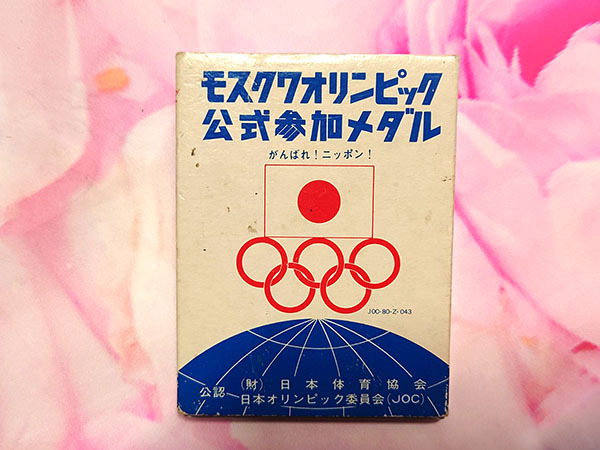 モスクワオリンピック
公式参加メダル
がんばれ!ニッポン!
JOC-80-Z-043
公認
(財)日本体育協会
日本オリンピック委員会(JOC)